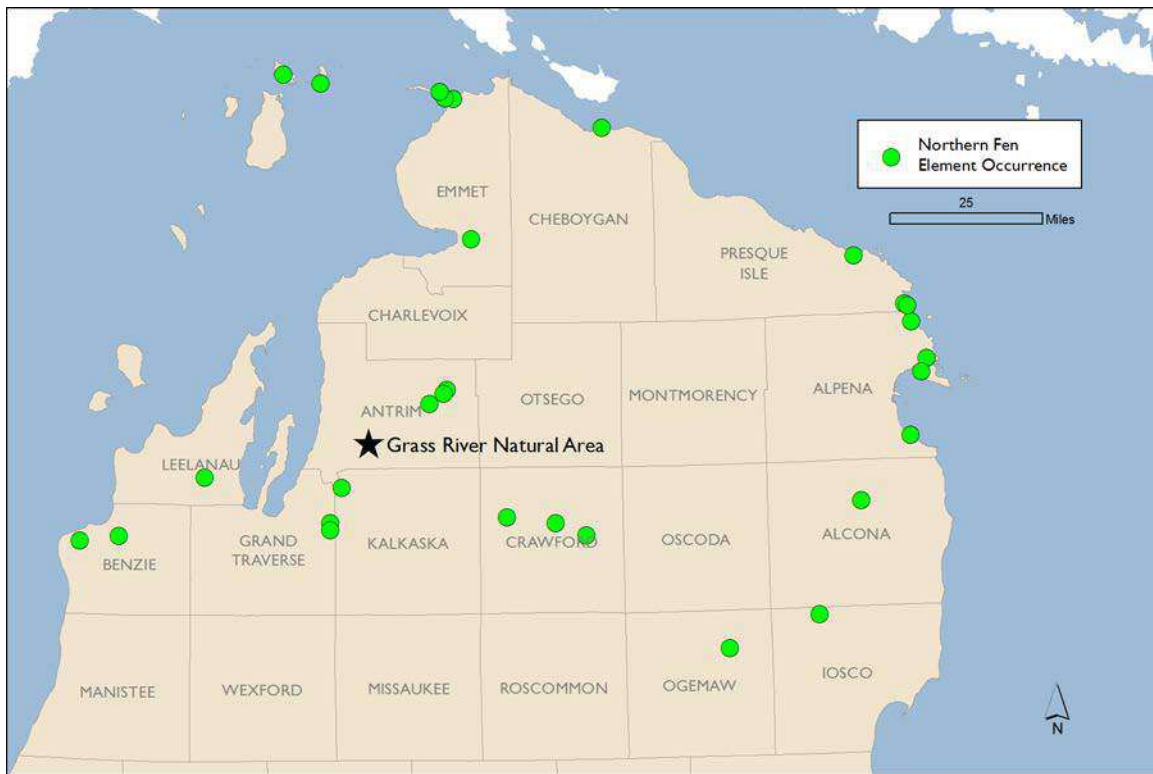 Northern Fen
Element Occurrence
25
Miles
EMMET
CHEBOYGAN
PRESQUE
ISLE
CHARLEVOIX
ANTRIM
OTSEGO
MONTMORENCY
ALPENA
Grass River Natural Area
LEELANAU
GRAND
TRAVERSE
KALKASKA
CRAWFORD
OSCODA
ALCONA
BENZIE
MANISTEE
WEXFORD
MISSAUKEE
ROSCOMMON
OGEMAW
IOSCO
N